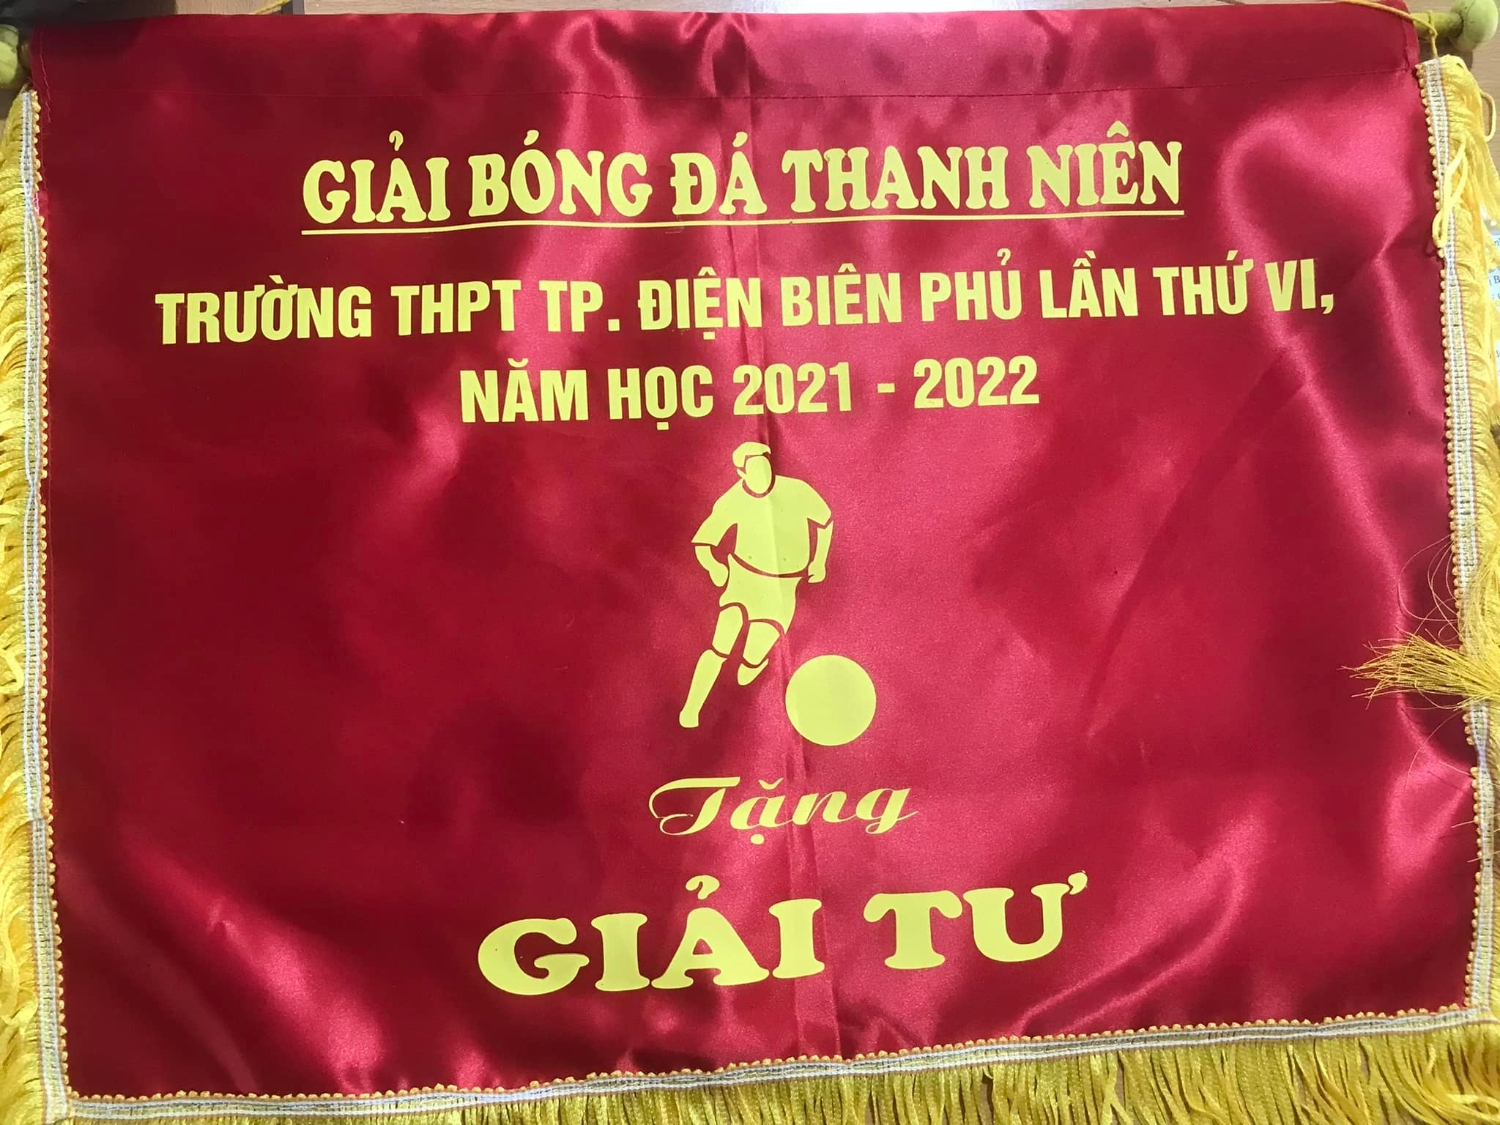 GIẢI BÓNG ĐÁ THANH NIÊN
TRƯỜNG THPT TP. ĐIỆN BIÊN PHỦ LẦN THỨ VI,
NĂM HỌC 2021 - 2022
Tặng
GIẢI TƯ